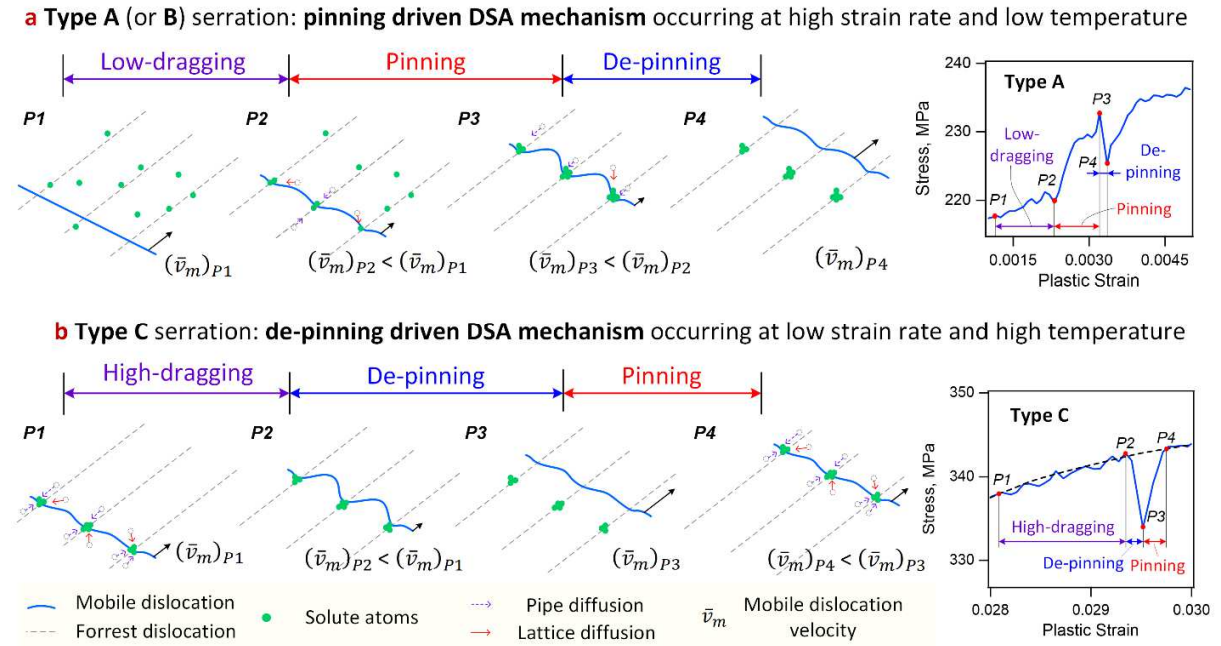 a Type A (or B) serration: pinning driven DSA mechanism occurring at high strain rate and low temperature
Low-dragging
Pinning
De-pinning
P1
P2
P3
P4
(v̄m)P1
(v̄m)P2 < (v̄m)P1
(v̄m)P3 < (v̄m)P2
(v̄m)P4
240
230
220
Stress, MPa
Type A
P3
Low-
dragging
P2
P4
De-
pinning
P1
Pinning
0.0015
0.0030
0.0045
Plastic Strain
b Type C serration: de-pinning driven DSA mechanism occurring at low strain rate and high temperature
High-dragging
De-pinning
Pinning
P1
P2
P3
P4
(v̄m)P1
(v̄m)P2 < (v̄m)P1
(v̄m)P3
(v̄m)P4 < (v̄m)P3
350
340
330
Stress, MPa
Type C
P2
P4
P1
P3
High-dragging
De-pinning
Pinning
0.028
0.029
0.030
Plastic Strain
Mobile dislocation
Forrest dislocation
Solute atoms
Pipe diffusion
Lattice diffusion
v̄m
Mobile dislocation
velocity